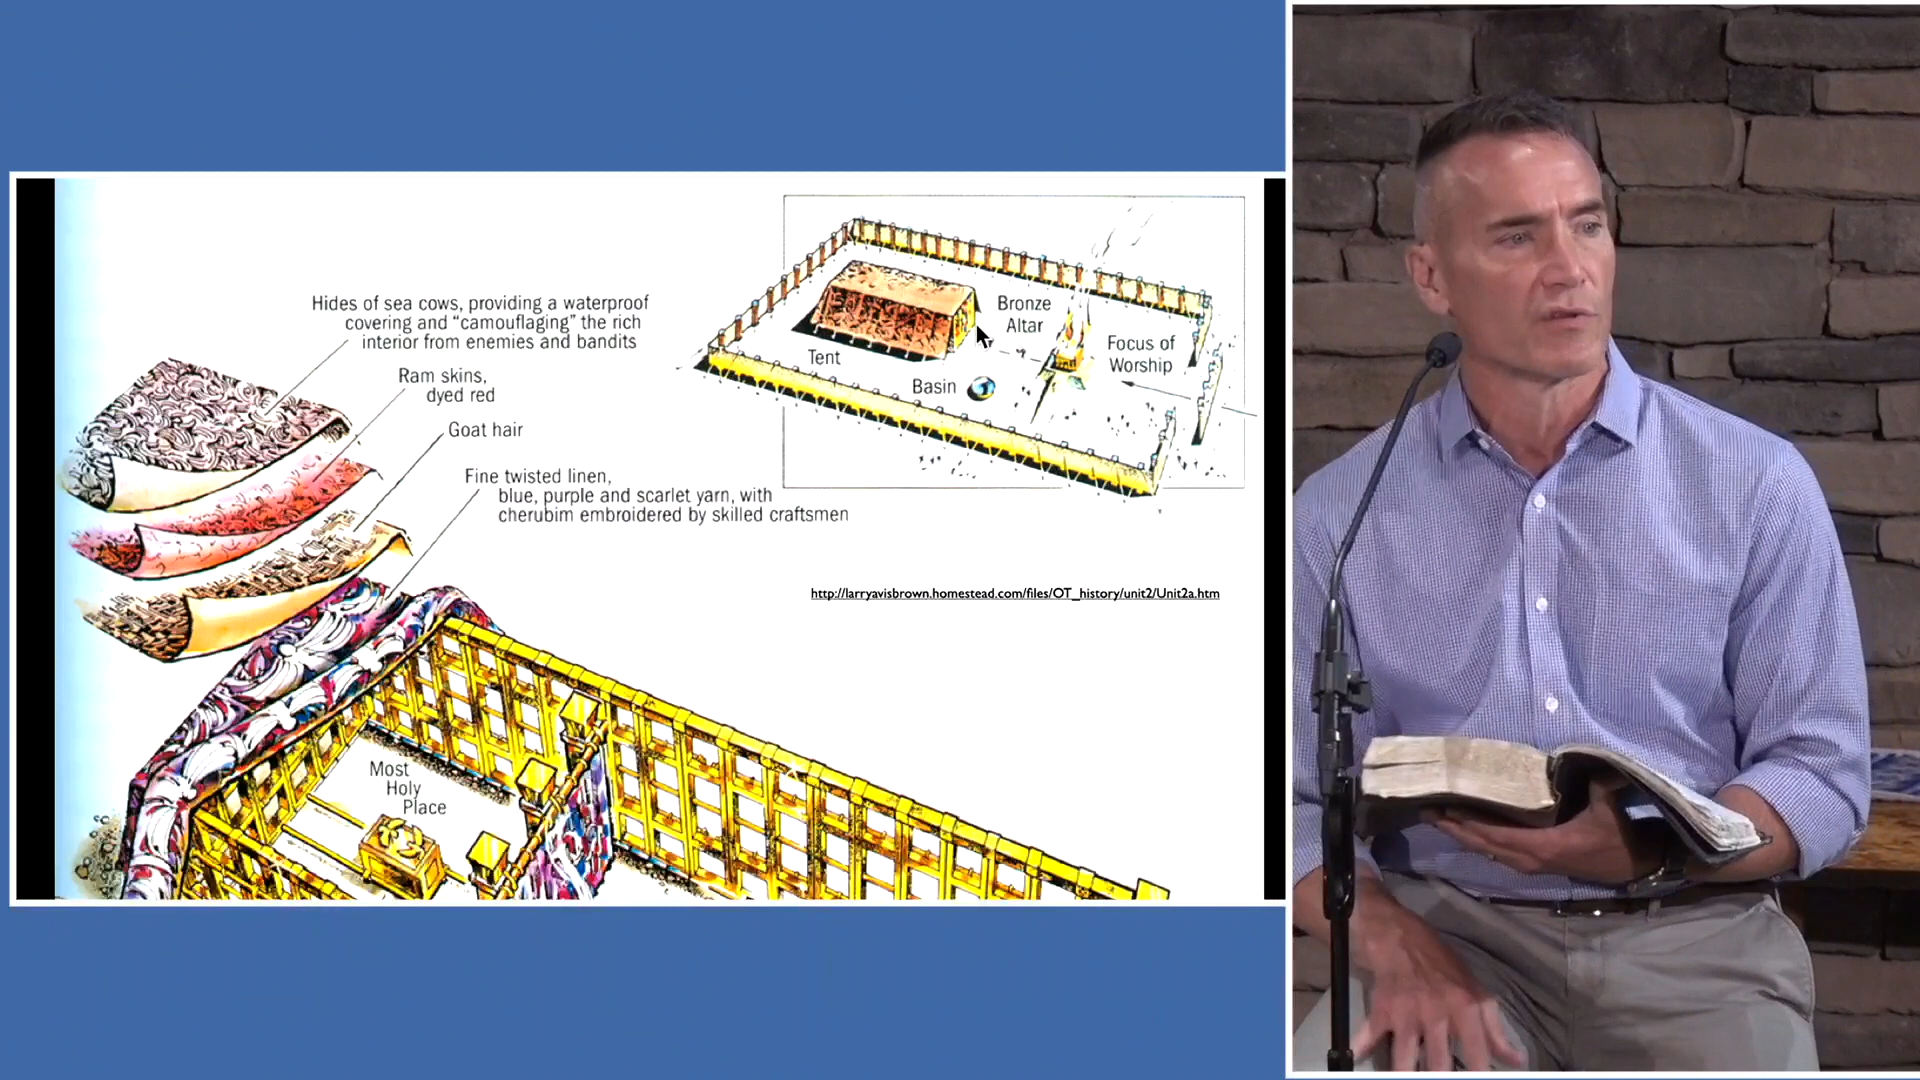 Hides of sea cows, providing a waterproof
covering and “camouflaging” the rich
interior from enemies and bandits
Ram skins,
dyed red
Goat hair
Fine twisted linen,
blue, purple and scarlet yarn, with
cherubim embroidered by skilled craftsmen
Bronze
Altar
Focus of
Worship
Tent
Basin
http://larryavisbrown.homestead.com/files/OT_history/unit2/Unit2a.htm
Most
Holy
Place